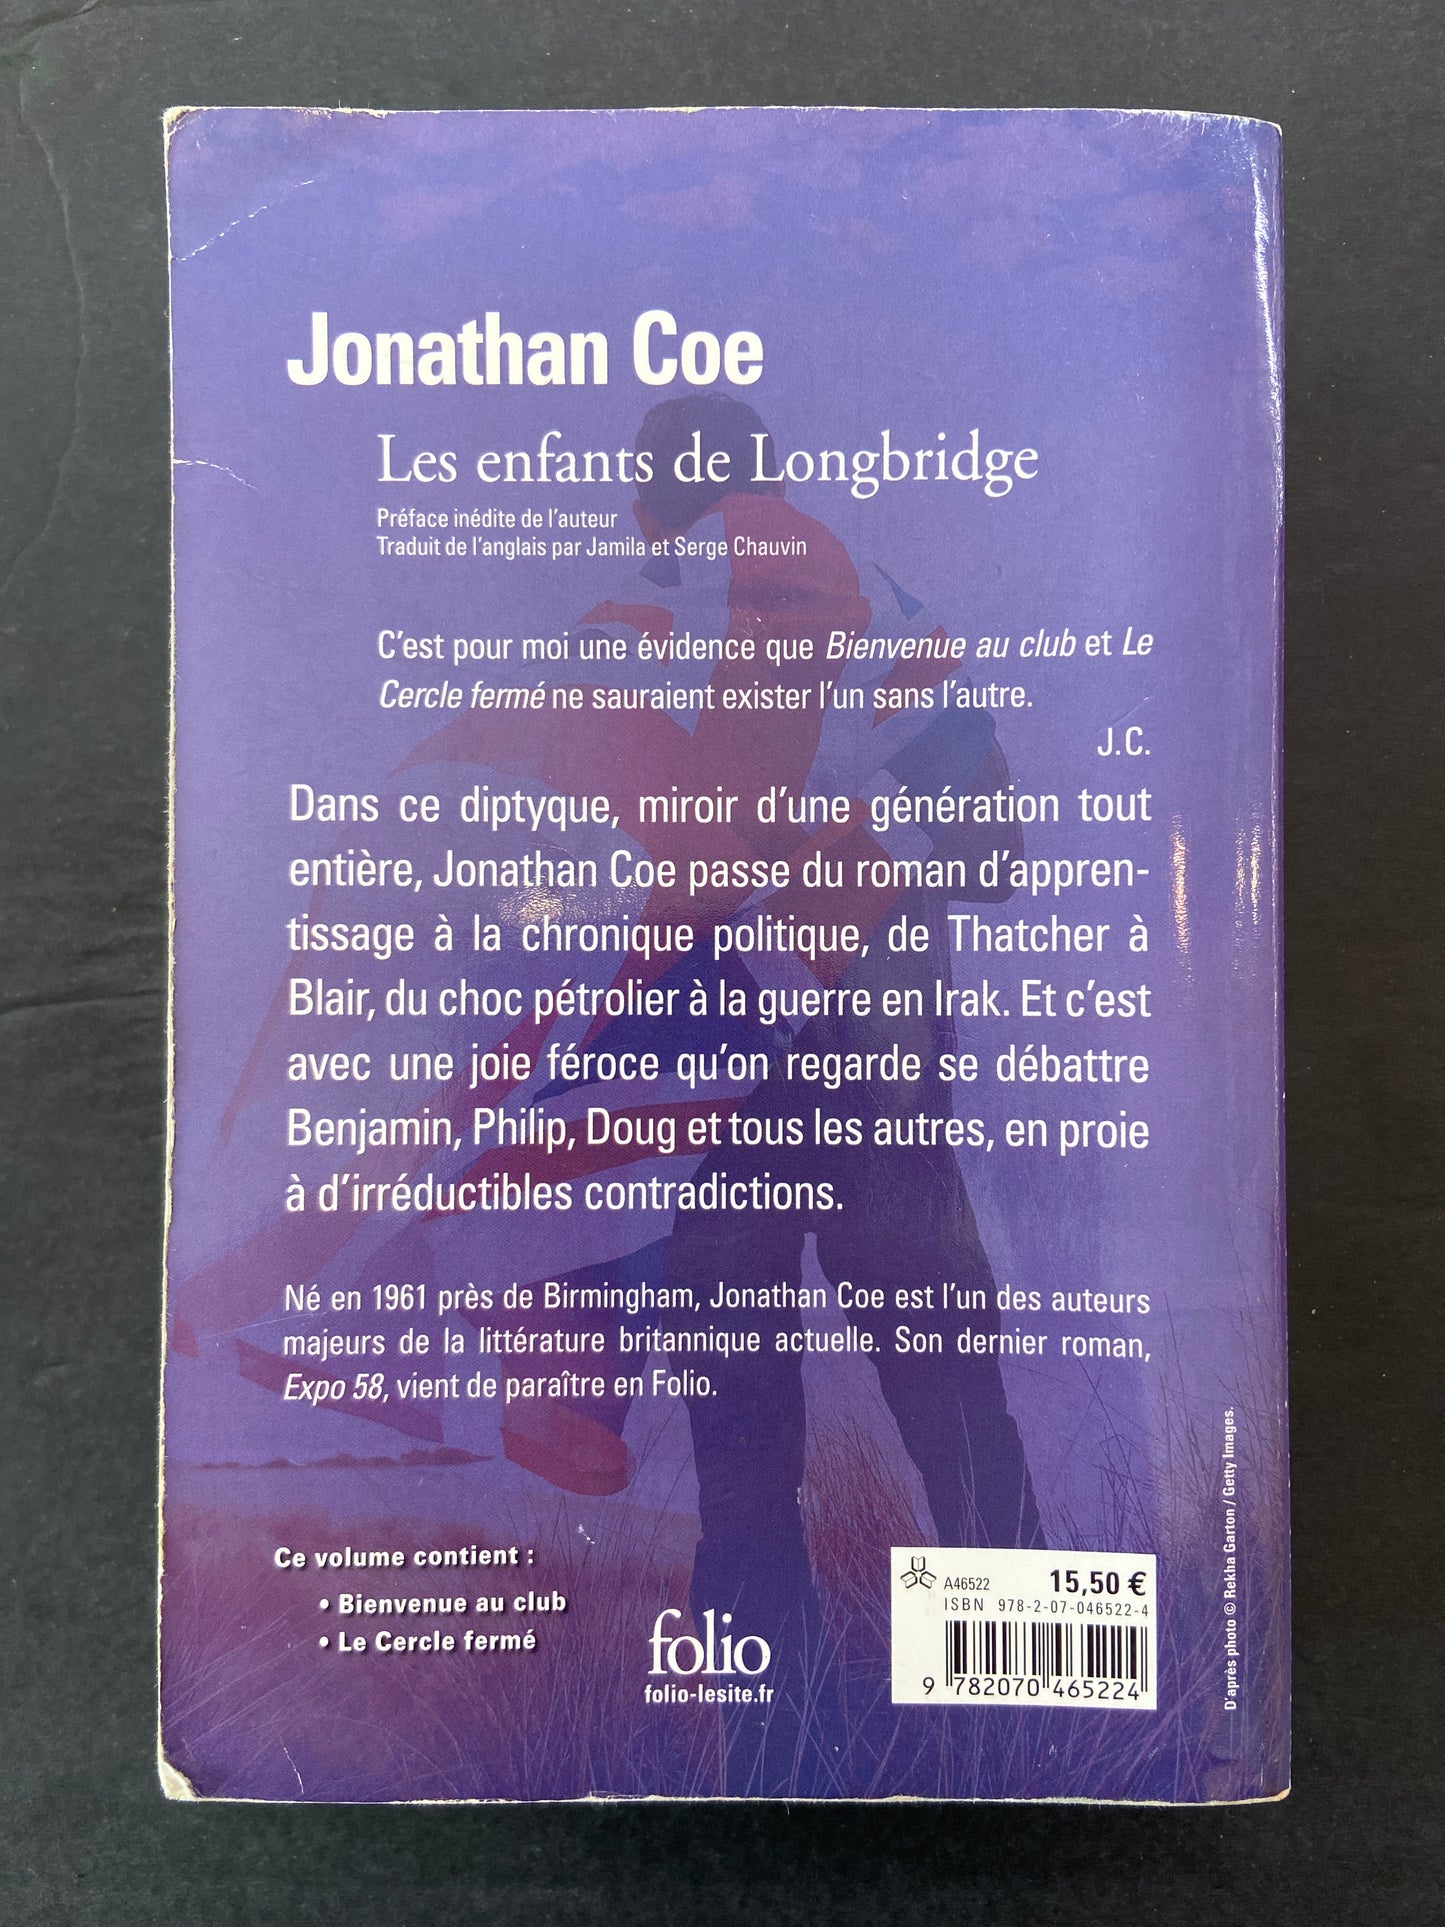 Jonathan Coe
Les enfants de Longbridge
Préface inédite de l'auteur
Traduit de l'anglais par Jamila et Serge Chauvin
C'est pour moi une évidence que Bienvenue au club et Le
Cercle fermé ne sauraient exister l'un sans l'autre.
J.C.
Dans ce diptyque, miroir d'une génération tout
entière, Jonathan Coe passe du roman d'appren-
tissage à la chronique politique, de Thatcher à
Blair, du choc pétrolier à la guerre en Irak. Et c'est
avec une joie féroce qu'on regarde se débattre
Benjamin, Philip, Doug et tous les autres, en proie
à d'irréductibles contradictions.
Né en 1961 près de Birmingham, Jonathan Coe est l'un des auteurs
majeurs de la littérature britannique actuelle. Son dernier roman,
Expo 58, vient de paraître en Folio.
Ce volume contient :
• Bienvenue au club
• Le Cercle fermé
folio
folio-lesite.fr
A46522 15,50 €
ISBN 978-2-07-046522-4
9 782070 465224
D'après photo © Rekha Garton / Getty Images.